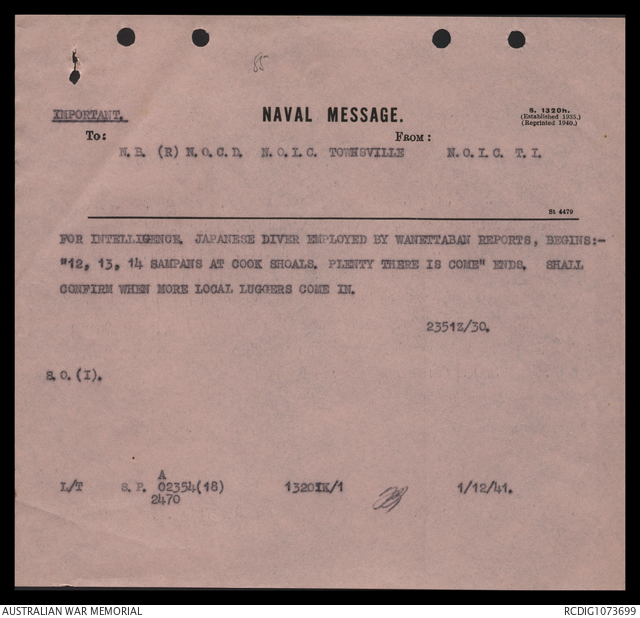 85
IMPORTANT.
NAVAL MESSAGE.
S. 1320H.
(Established 1935.)
(Reprinted 1940.)
To:
FROM:
N.B. (R) N.O.C.D. N.O.I.C. TOWNSVILLE N.O.I.C. T.I.
St 4479
FOR INTELLIGENCE. JAPANESE DIVER EMPLOYED BY WANETTABAN REPORTS, BEGINS:-
"12, 13, 14 SAMPANS AT COOK SHOALS. PLENTY THERE IS COME" ENDS. SHALL
CONFIRM WHEN MORE LOCAL LUGGERS COME IN.
2351Z/30.
S.O.(I).
A
L/T S.P. 02354(18) 1320IK/1 1/12/41.
2470
AUSTRALIAN WAR MEMORIAL
RCDIG1073699